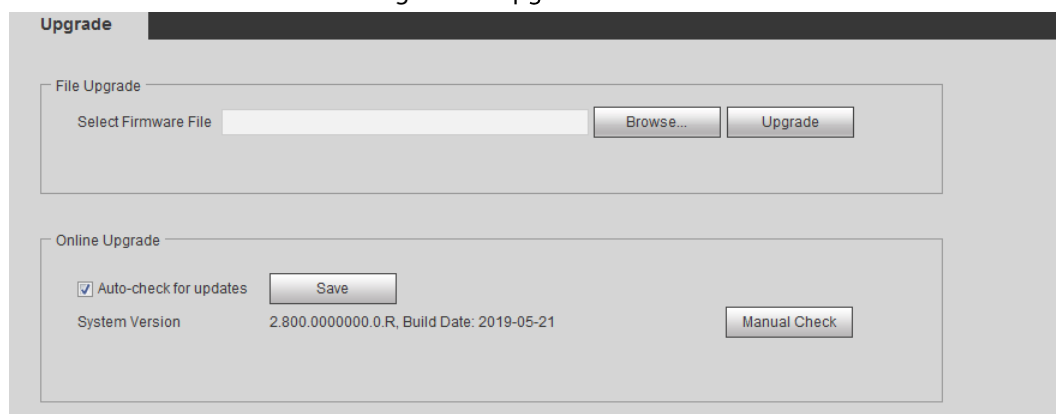 Upgrade
File Upgrade
Select Firmware File Browse... Upgrade
Online Upgrade
Auto-check for updates Save
System Version 2.800.0000000.0.R, Build Date: 2019-05-21 Manual Check